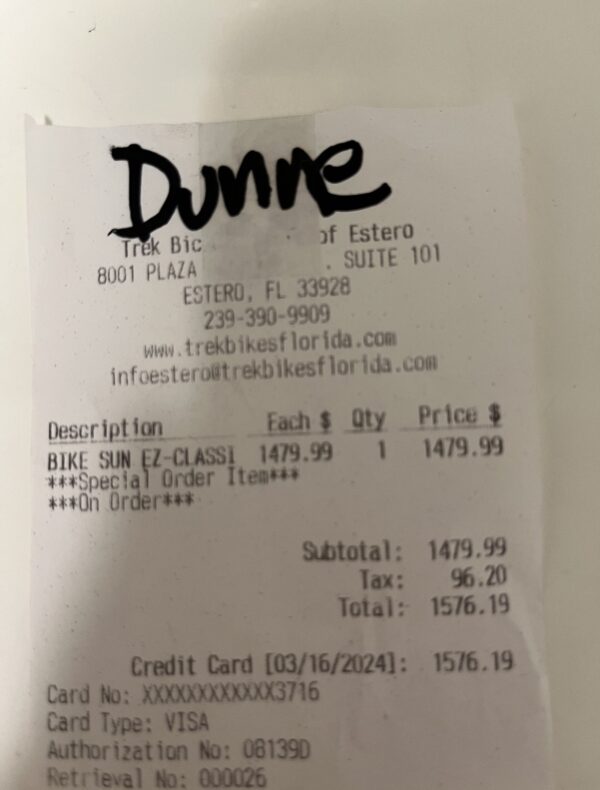 Dunne
Trek Bic of Estero
8001 PLAZA . SUITE 101
ESTERO, FL 33928
239-390-9909
www.trekbikesflorida.com
infoestero@trekbikesflorida.com
Description Each $ Qty Price $
BIKE SUN EZ-CLASSI 1479.99 1 1479.99
***Special Order Item***
***On Order***
Subtotal: 1479.99
Tax: 96.20
Total: 1576.19
Credit Card [03/16/2024]: 1576.19
Card No: XXXXXXXXXXXX3716
Card Type: VISA
Authorization No: 08139D
Retrieval No: 000026